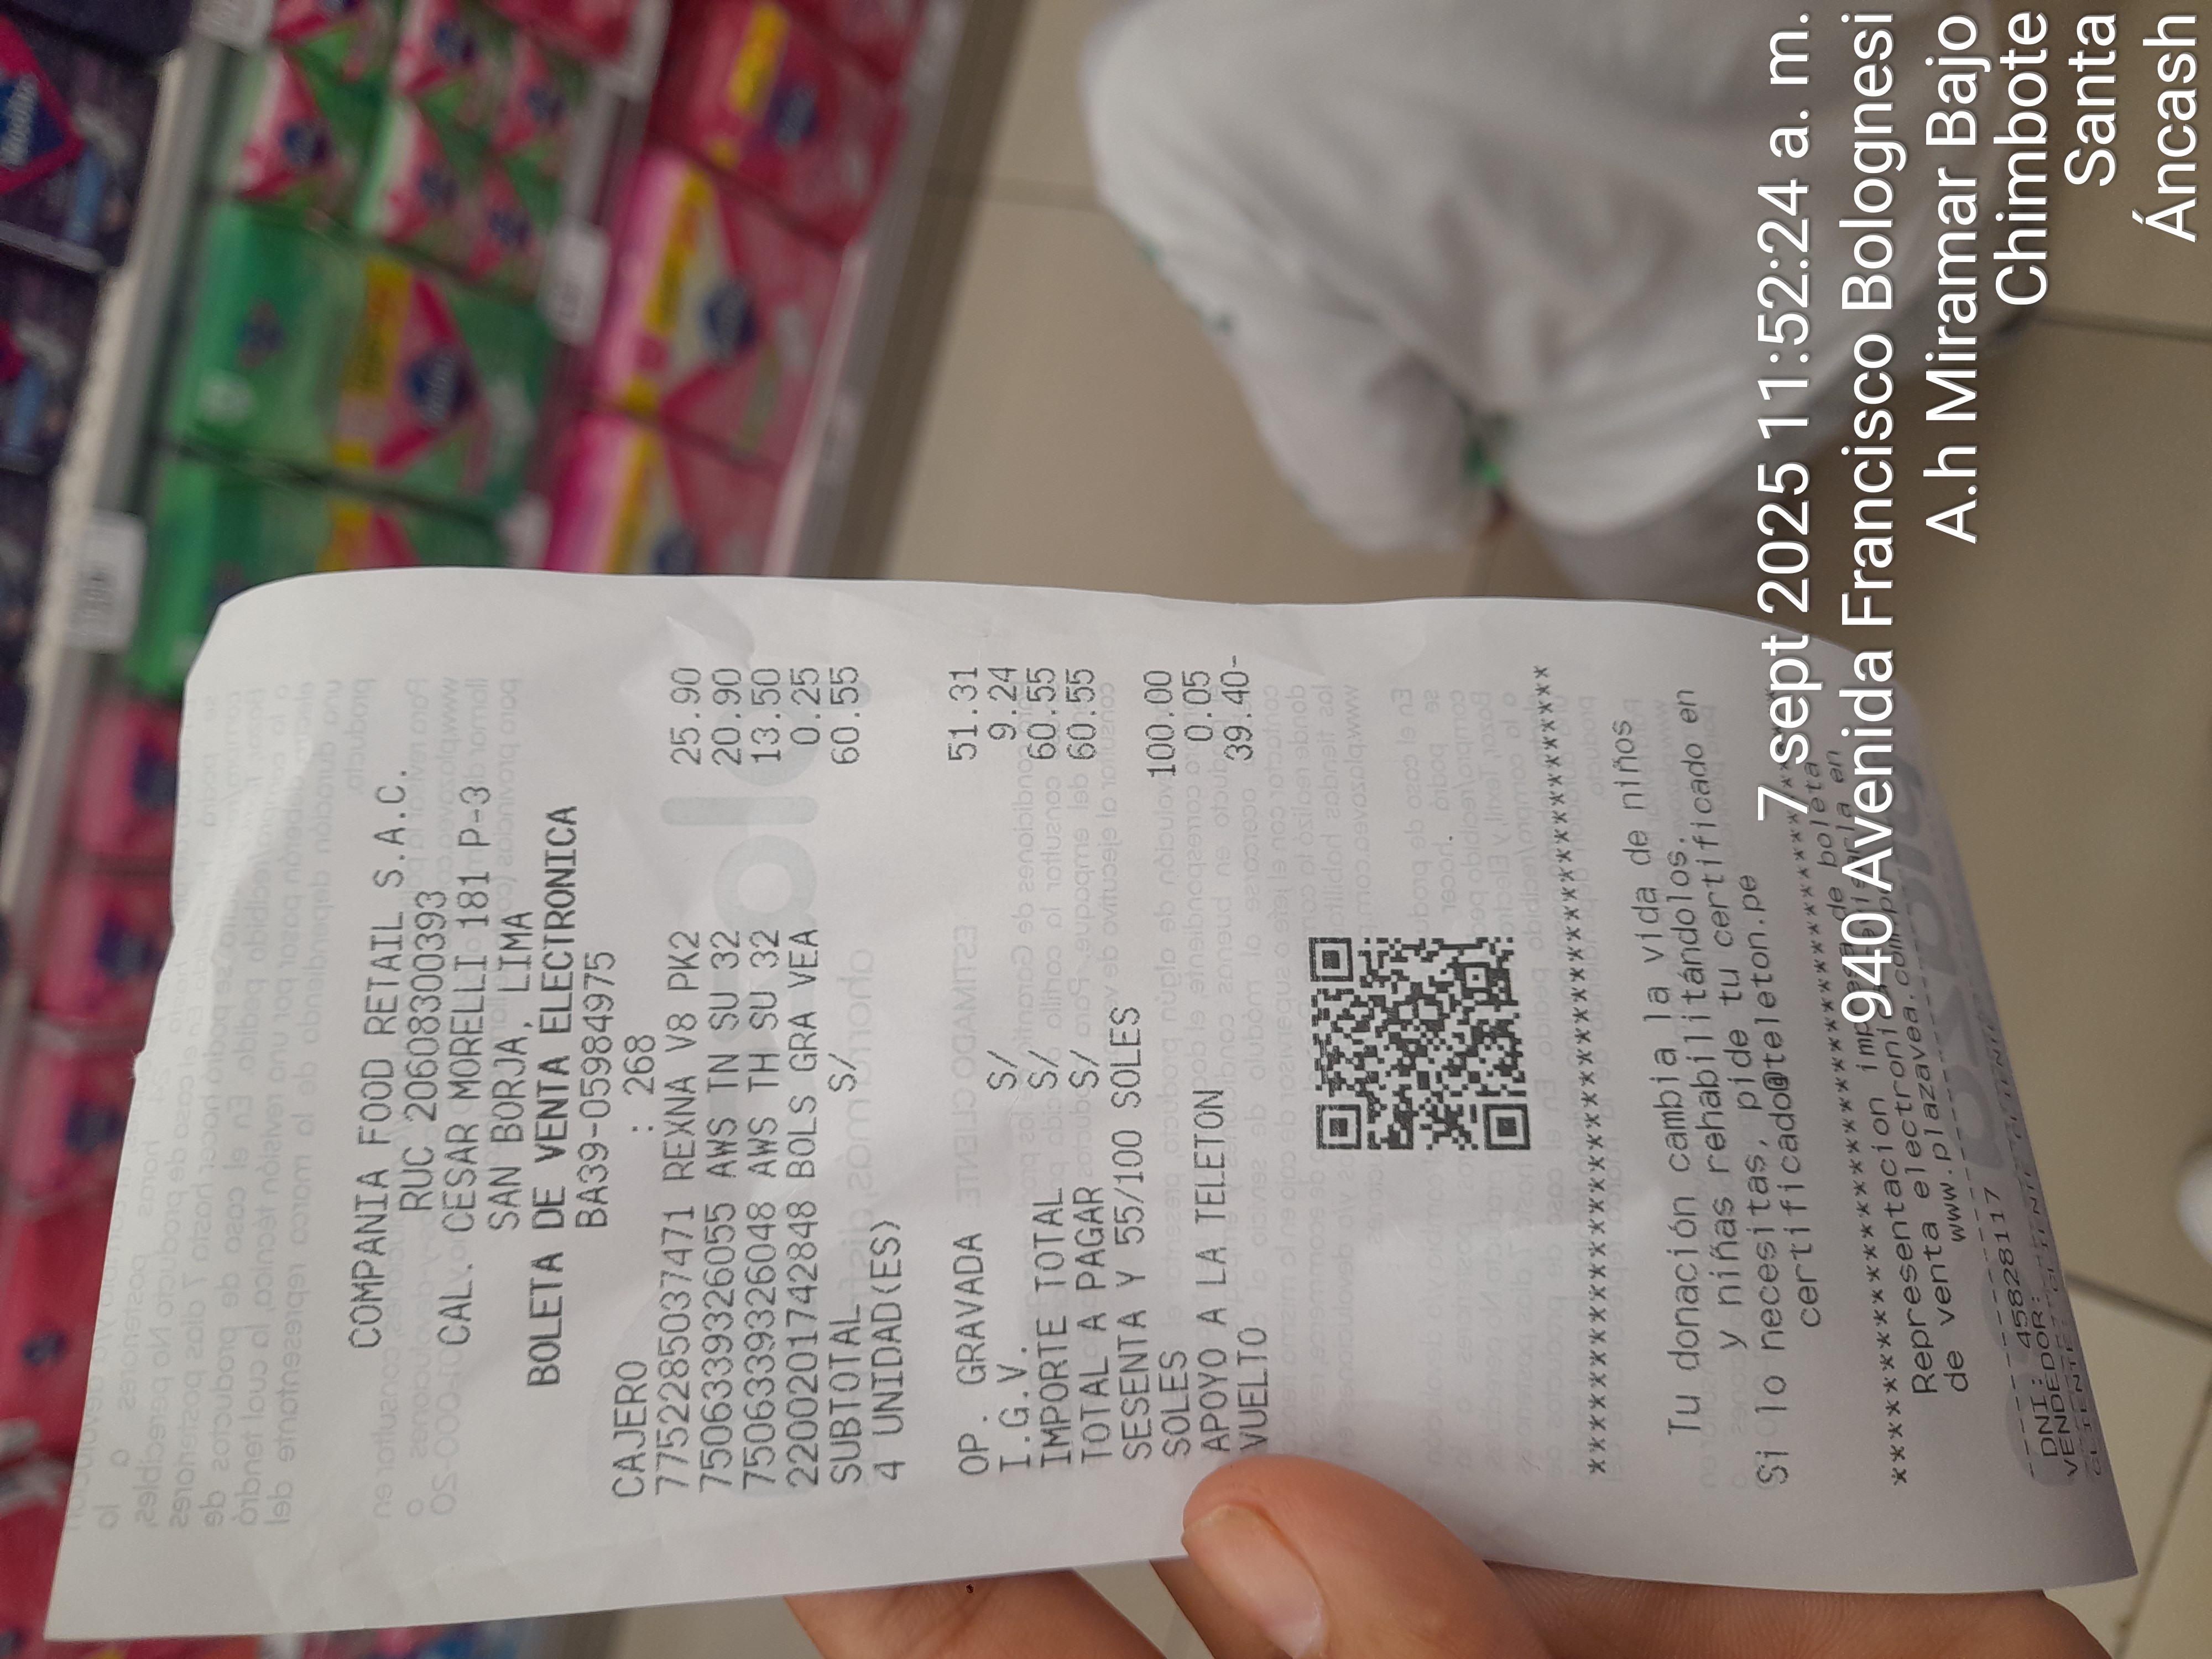 COMPANIA FOOD RETAIL S.A.C.
RUC 20608300393
CAL. CESAR MORELLI 181 P-3
SAN BORJA, LIMA
BOLETA DE VENTA ELECTRONICA
BA39-05984975
CAJERO : 268
7752285037471 REXNA V8 PK2 25.90
7506339326055 AWS TN SU 32 20.90
7506339326048 AWS TH SU 32 13.50
2200201742848 BOLS GRA VEA 0.25
SUBTOTAL S/ 60.55
4 UNIDAD(ES)
OP. GRAVADA 51.31
I.G.V. S/ 9.24
IMPORTE TOTAL S/ 60.55
TOTAL A PAGAR S/ 60.55
SESENTA Y 55/100 SOLES
SOLES 100.00
APOYO A LA TELETON 0.05
VUELTO 39.40-
****************************************
Tu donación cambia la vida de niños
y niñas rehabilitándolos.
Si lo necesitas, pide tu certificado en
certificado@teleton.pe
****************************************
Representacion impresa de boleta
de venta electronica en
www.plazavea.com.pe
DNI: 45828117
VENDEDOR:
CLIENTE: CLIENTE CLIENTE
7 sept 2025 11:52:24 a. m.
940 Avenida Francisco Bolognesi
A.h Miramar Bajo
Chimbote
Santa
Áncash